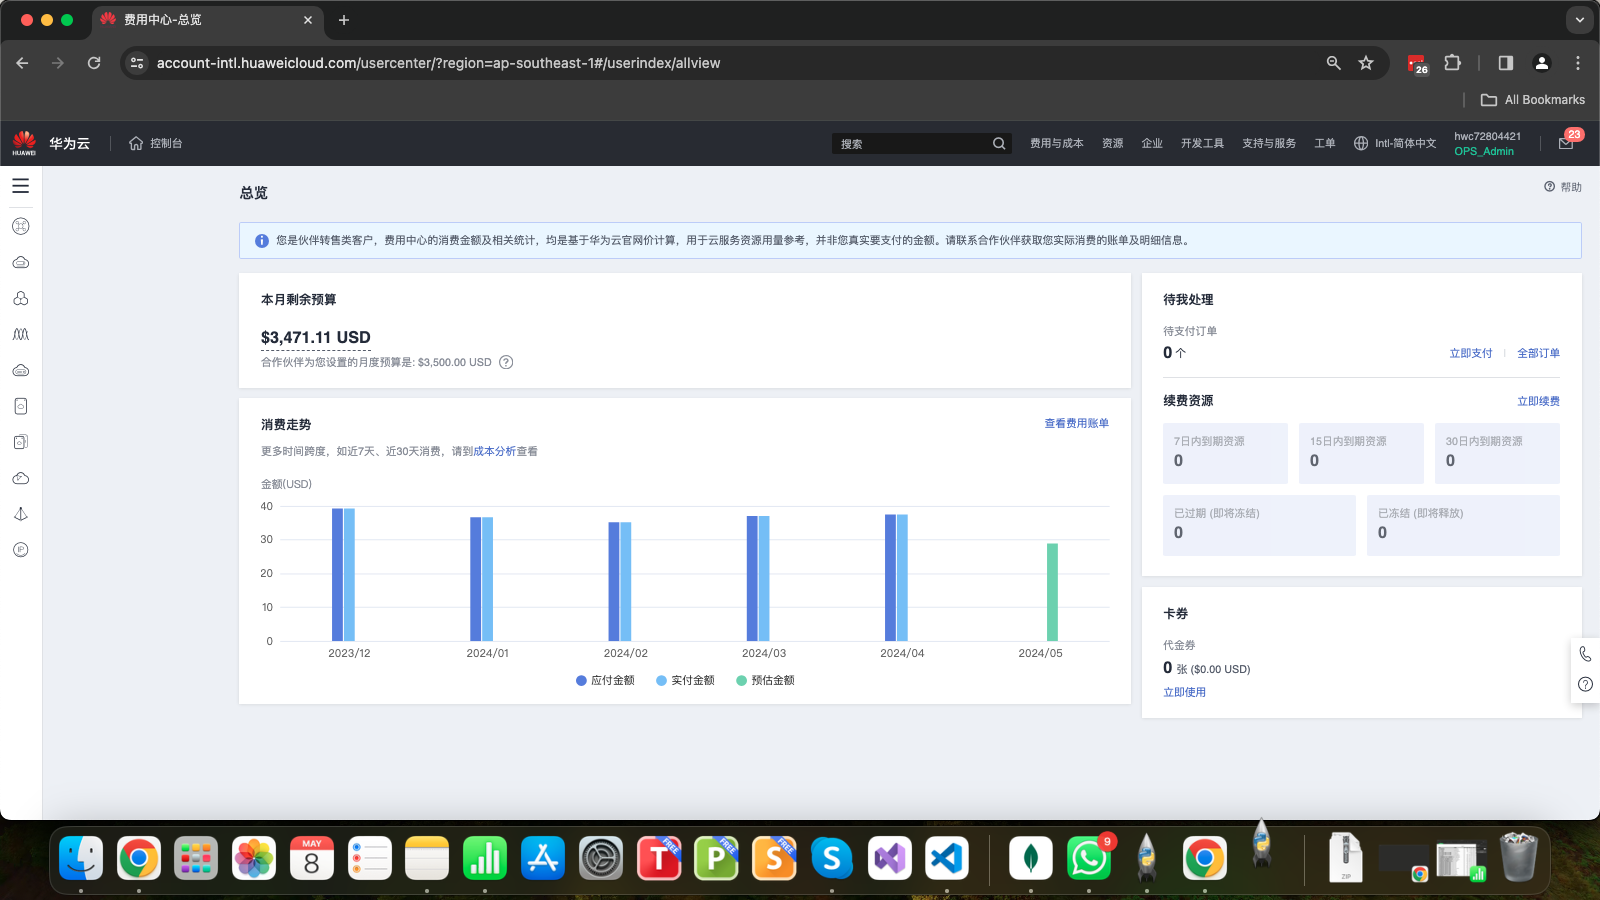 费用中心-总览
account-intl.huaweicloud.com/usercenter/?region=ap-southeast-1#/userindex/allview
26
All Bookmarks
HUAWEI
华为云
控制台
搜索
费用与成本
资源
企业
开发工具
支持与服务
工单
Intl-简体中文
hwc72804421
OPS_Admin
23
总览
帮助
您是伙伴转售类客户，费用中心的消费金额及相关统计，均是基于华为云官网价计算，用于云服务资源用量参考，并非您真实要支付的金额。请联系合作伙伴获取您实际消费的账单及明细信息。
本月剩余预算
$3,471.11 USD
合作伙伴为您设置的月度预算是: $3,500.00 USD
消费走势
查看费用账单
更多时间跨度，如近7天、近30天消费，请到成本分析查看
金额(USD)
40
30
20
10
0
2023/12
2024/01
2024/02
2024/03
2024/04
2024/05
应付金额
实付金额
预估金额
待我处理
待支付订单
0 个
立即支付
全部订单
续费资源
立即续费
7日内到期资源
0
15日内到期资源
0
30日内到期资源
0
已过期 (即将冻结)
0
已冻结 (即将释放)
0
卡券
代金券
0 张 ($0.00 USD)
立即使用
IP
MAY
8
T
FREE
P
FREE
S
FREE
S
9
ZIP